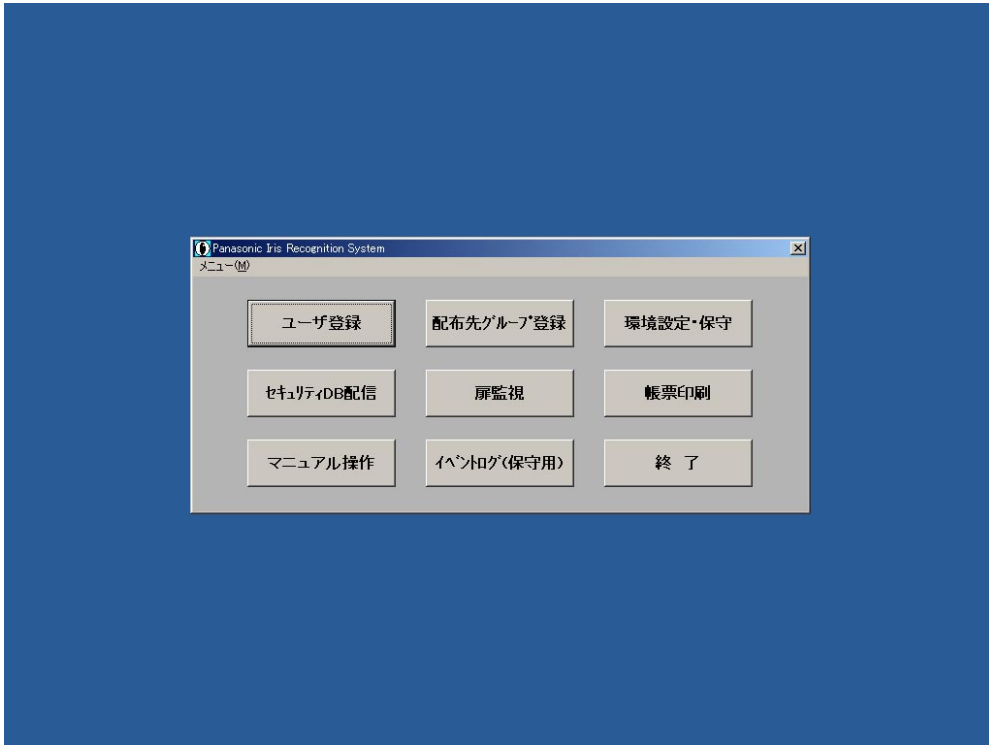 Panasonic Iris Recognition System
メニュー(M)
ユーザ登録
配布先ｸﾞﾙｰﾌﾟ登録
環境設定・保守
ｾｷｭﾘﾃｨDB配信
扉監視
帳票印刷
マニュアル操作
ｲﾍﾞﾝﾄﾛｸﾞ(保守用)
終 了